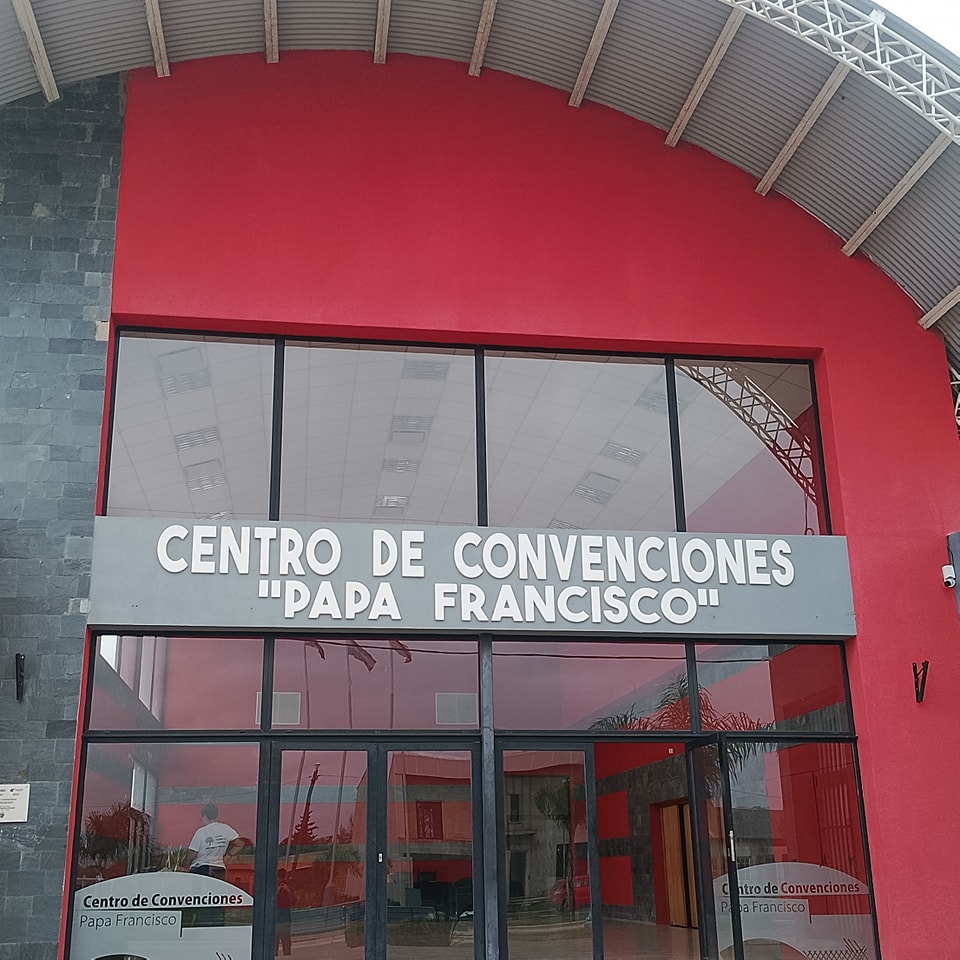 CENTRO DE CONVENCIONES
"PAPA FRANCISCO"
Centro de Convenciones
Papa Francisco
Centro de Convenciones
Papa Francisco